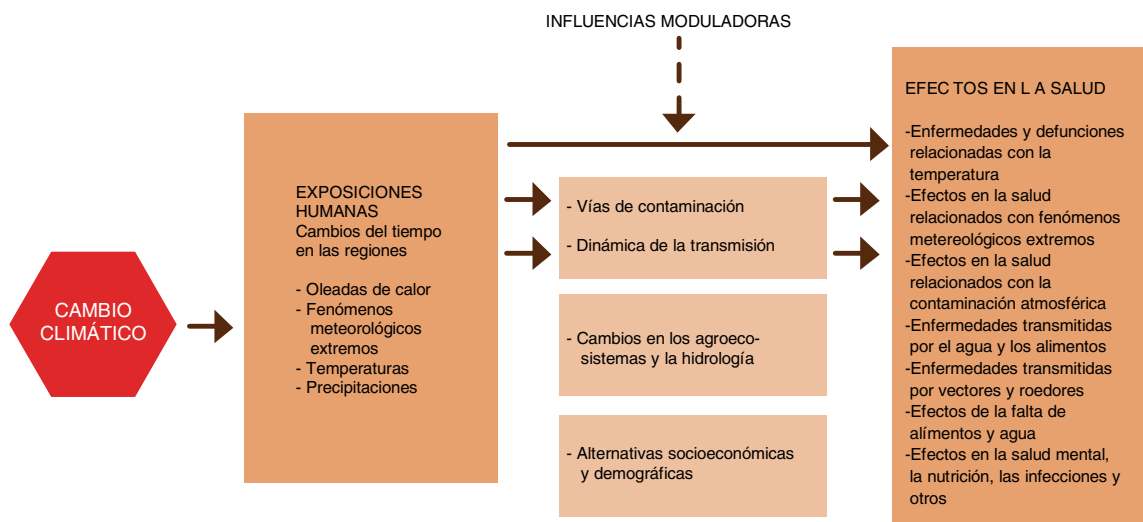 INFLUENCIAS MODULADORAS
CAMBIO
CLIMÁTICO
EXPOSICIONES
HUMANAS
Cambios del tiempo
en las regiones
- Oleadas de calor
- Fenómenos
meteorológicos
extremos
- Temperaturas
- Precipitaciones
- Vías de contaminación
- Dinámica de la transmisión
- Cambios en los agroeco-
sistemas y la hidrología
- Alternativas socioeconómicas
y demográficas
EFEC TOS EN L A SALUD
-Enfermedades y defunciones
relacionadas con la
temperatura
-Efectos en la salud
relacionados con fenómenos
metereológicos extremos
-Efectos en la salud
relacionados con la
contaminación atmosférica
-Enfermedades transmitidas
por el agua y los alimentos
-Enfermedades transmitidas
por vectores y roedores
-Efectos de la falta de
alímentos y agua
-Efectos en la salud mental,
la nutrición, las infecciones y
otros